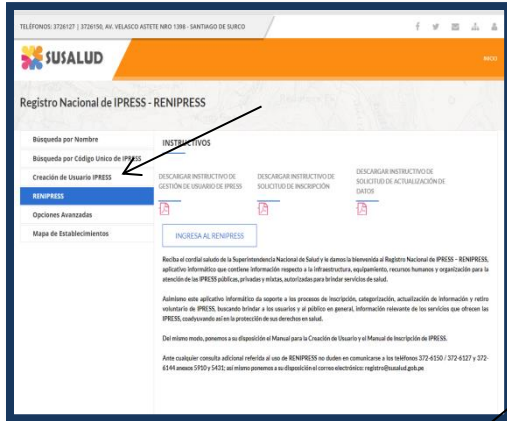 TELÉFONOS: 3726127 | 3726150, AV. VELASCO ASTETE NRO 1398 - SANTIAGO DE SURCO
SUSALUD
INICIO
Registro Nacional de IPRESS - RENIPRESS
Búsqueda por Nombre
Búsqueda por Código Unico de IPRESS
Creación de Usuario IPRESS
RENIPRESS
Opciones Avanzadas
Mapa de Establecimientos
INSTRUCTIVOS
DESCARGAR INSTRUCTIVO DE
GESTIÓN DE USUARIO DE IPRESS
DESCARGAR INSTRUCTIVO DE
SOLICITUD DE INSCRIPCIÓN
DESCARGAR INSTRUCTIVO DE
SOLICITUD DE ACTUALIZACIÓN DE
DATOS
INGRESA AL RENIPRESS
Reciba el cordial saludo de la Superintendencia Nacional de Salud y le damos la bienvenida al Registro Nacional de IPRESS – RENIPRESS,
aplicativo informático que contiene información respecto a la infraestructura, equipamiento, recursos humanos y organización para la
atención de las IPRESS públicas, privadas y mixtas, autorizadas para brindar servicios de salud.
Asimismo este aplicativo informático da soporte a los procesos de inscripción, categorización, actualización de información y retiro
voluntario de IPRESS, buscando brindar a los usuarios y al público en general, información relevante de los servicios que ofrecen las
IPRESS, coadyuvando así en la protección de sus derechos en salud.
Del mismo modo, ponemos a su disposición el Manual para la Creación de Usuario y el Manual de Inscripción de IPRESS.
Ante cualquier consulta adicional referida al uso de RENIPRESS no duden en comunicarse a los teléfonos 372-6150 / 372-6127 y 372-
6144 anexos 5910 y 5431; así mismo ponemos a su disposición el correo electrónico: registro@susalud.gob.pe